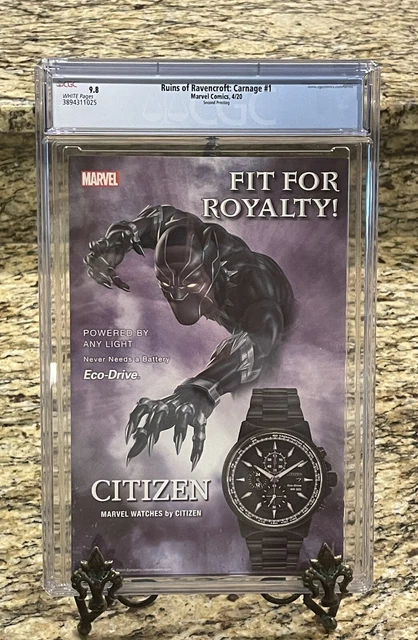 CGC
9.8
WHITE Pages
3894311025
Ruins of Ravencroft: Carnage #1
Marvel Comics, 4/20
Second Printing
MARVEL
FIT FOR
ROYALTY!
POWERED BY
ANY LIGHT
Never Needs a Battery
Eco-Drive
CITIZEN
MARVEL WATCHES by CITIZEN